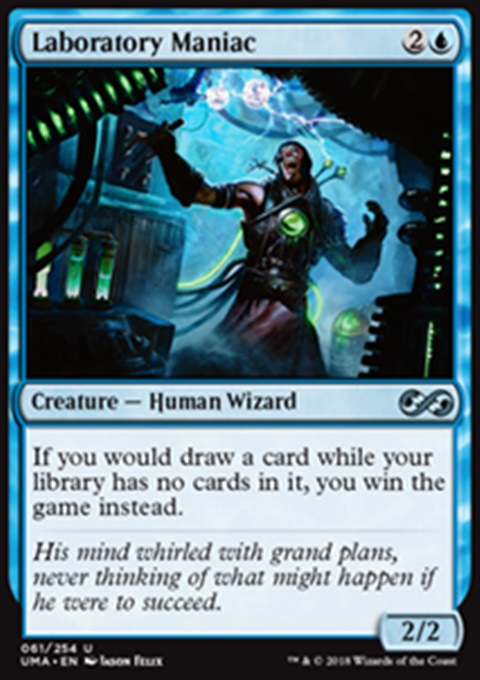 Laboratory Maniac 2
Creature — Human Wizard
If you would draw a card while your
library has no cards in it, you win the
game instead.
His mind whirled with grand plans,
never thinking of what might happen if
he were to succeed.
2/2
061/254 U
UMA • EN Jason Felix
™ & © 2018 Wizards of the Coast